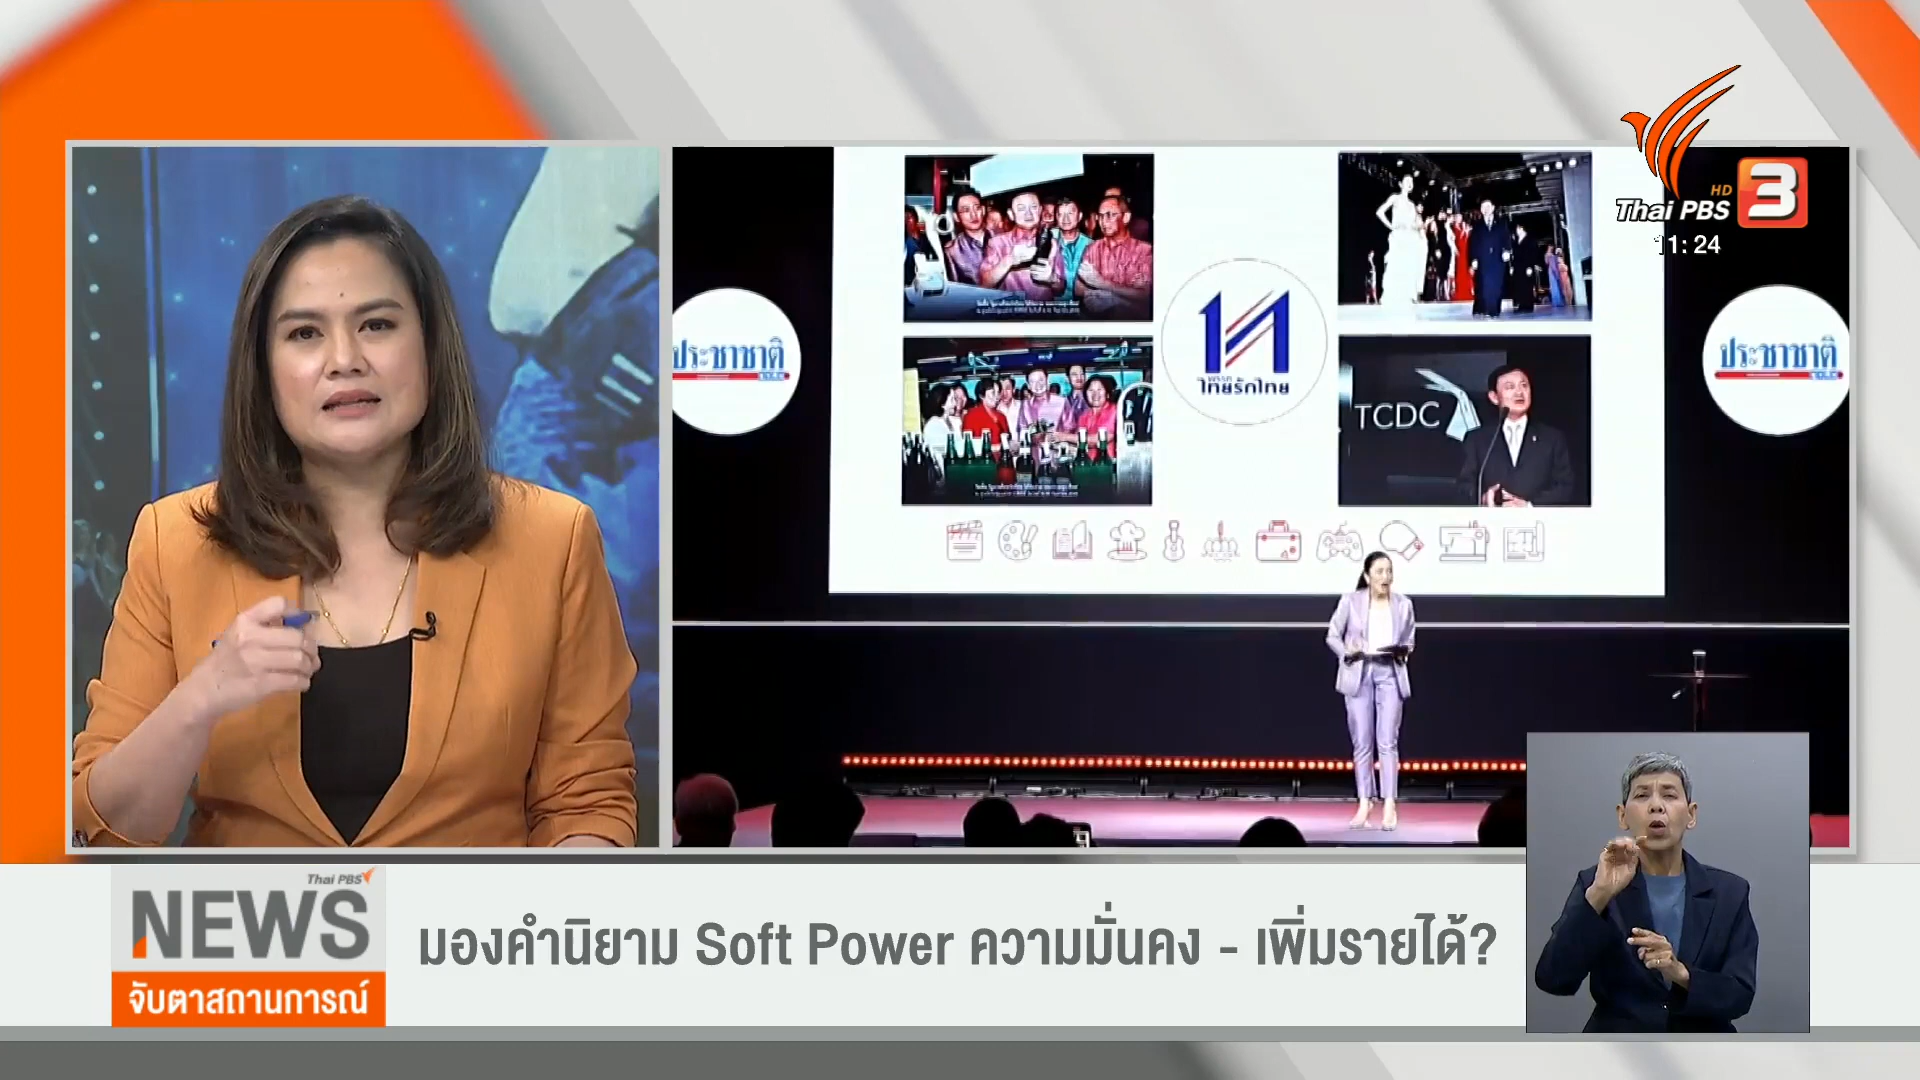 HD
Thai PBS 3
11:24
ประชาชาติ
พรรค
ไทยรักไทย
ประชาชาติ
TCDC
Thai PBS
NEWS
จับตาสถานการณ์
มองคำนิยาม Soft Power ความมั่นคง - เพิ่มรายได้?